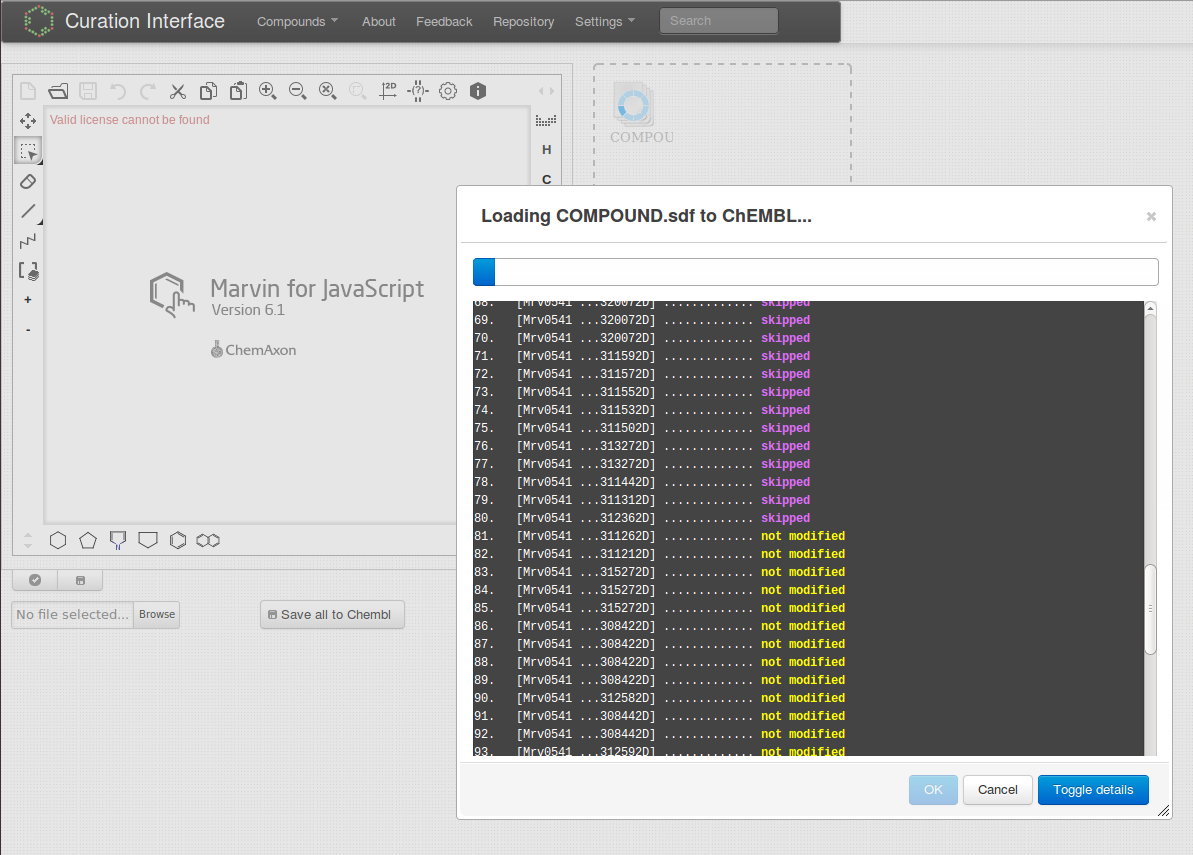 Curation Interface Compounds About Feedback Repository Settings Search
2D
Valid license cannot be found
H
C
COMPOU
Marvin for JavaScript
Version 6.1
ChemAxon
+
-
N
No file selected... Browse
Save all to Chembl
Loading COMPOUND.sdf to ChEMBL... ×
68. [Mrv0541 ...320072D] ............. skipped
69. [Mrv0541 ...320072D] ............. skipped
70. [Mrv0541 ...320072D] ............. skipped
71. [Mrv0541 ...311592D] ............. skipped
72. [Mrv0541 ...311572D] ............. skipped
73. [Mrv0541 ...311552D] ............. skipped
74. [Mrv0541 ...311532D] ............. skipped
75. [Mrv0541 ...311502D] ............. skipped
76. [Mrv0541 ...313272D] ............. skipped
77. [Mrv0541 ...313272D] ............. skipped
78. [Mrv0541 ...311442D] ............. skipped
79. [Mrv0541 ...311312D] ............. skipped
80. [Mrv0541 ...312362D] ............. skipped
81. [Mrv0541 ...311262D] ............. not modified
82. [Mrv0541 ...311212D] ............. not modified
83. [Mrv0541 ...315272D] ............. not modified
84. [Mrv0541 ...315272D] ............. not modified
85. [Mrv0541 ...315272D] ............. not modified
86. [Mrv0541 ...308422D] ............. not modified
87. [Mrv0541 ...308422D] ............. not modified
88. [Mrv0541 ...308422D] ............. not modified
89. [Mrv0541 ...308422D] ............. not modified
90. [Mrv0541 ...312582D] ............. not modified
91. [Mrv0541 ...308442D] ............. not modified
92. [Mrv0541 ...308442D] ............. not modified
93. [Mrv0541 ...312592D] ............. not modified
OK Cancel Toggle details